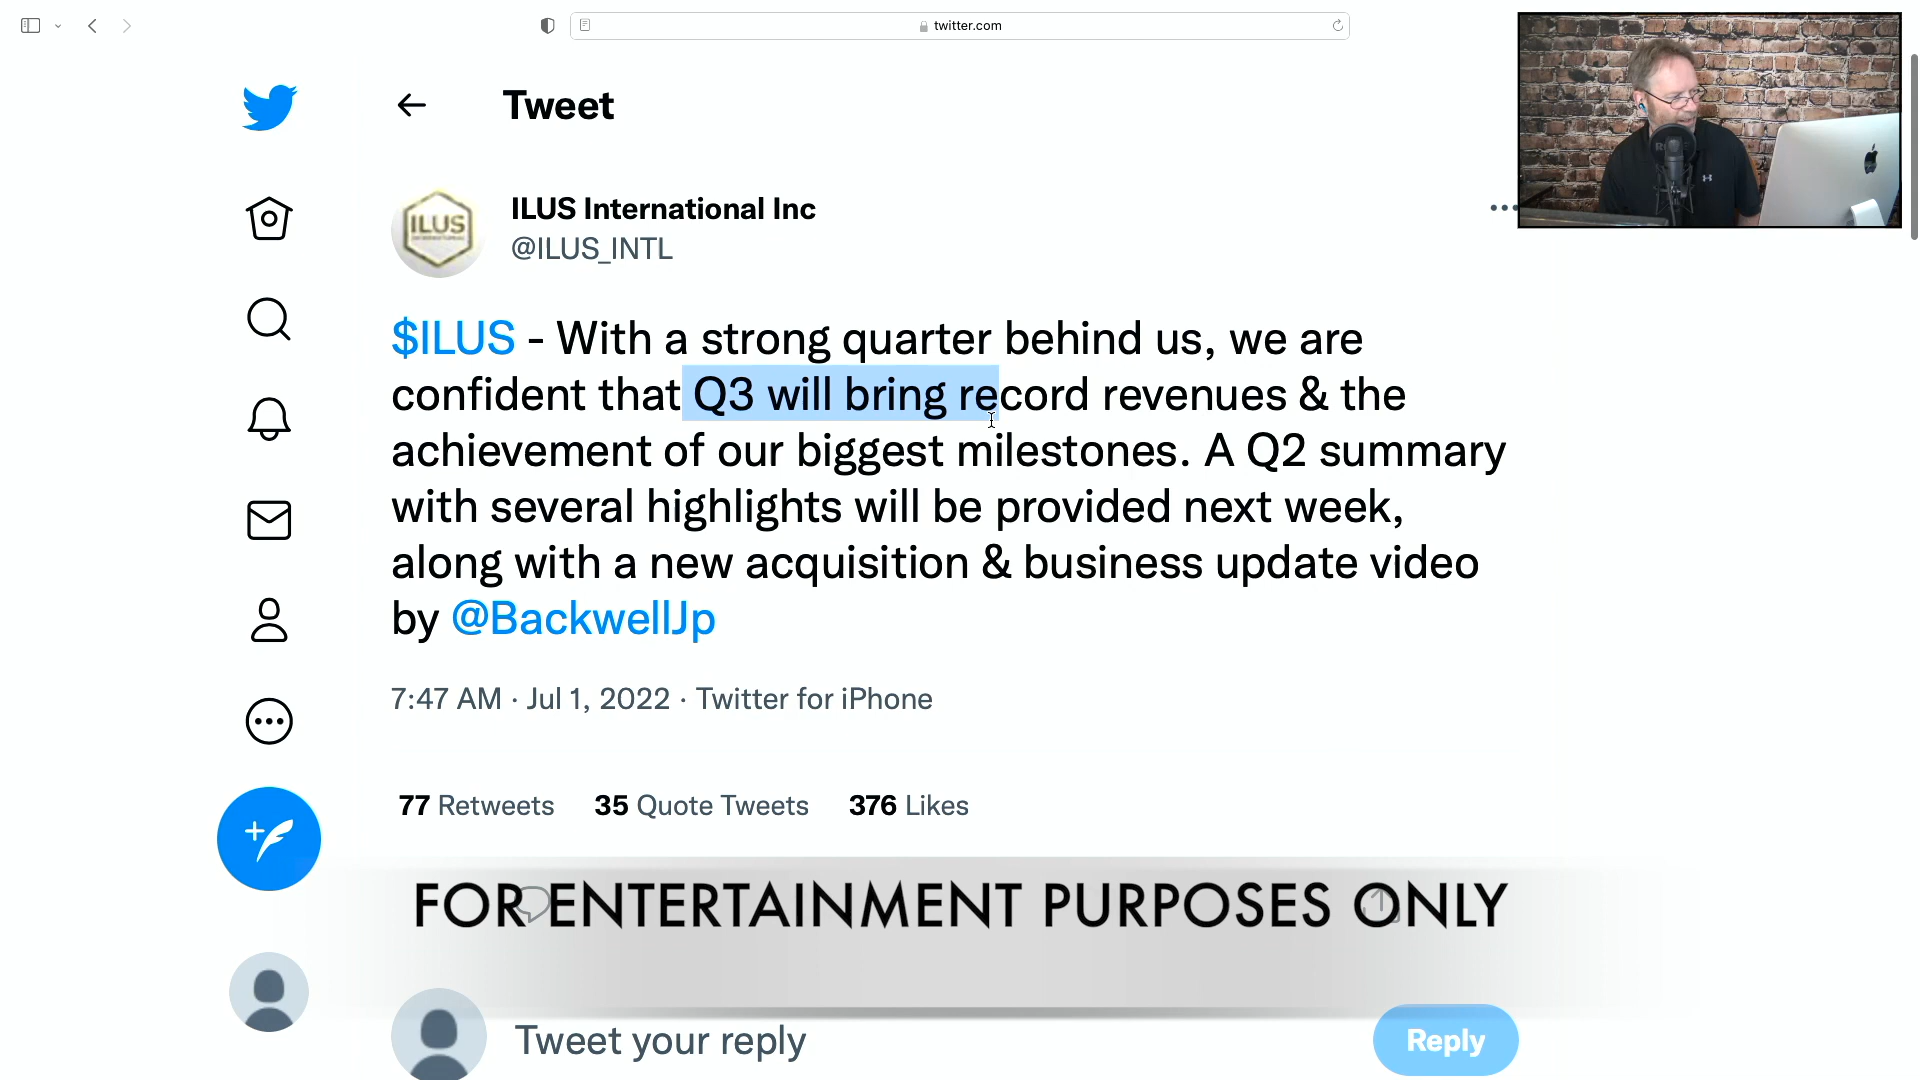 twitter.com
Tweet
ILUS
ILUS International Inc
@ILUS_INTL
$ILUS - With a strong quarter behind us, we are
confident that Q3 will bring record revenues & the
achievement of our biggest milestones. A Q2 summary
with several highlights will be provided next week,
along with a new acquisition & business update video
by @BackwellJp
7:47 AM · Jul 1, 2022 · Twitter for iPhone
77 Retweets 35 Quote Tweets 376 Likes
FOR ENTERTAINMENT PURPOSES ONLY
Tweet your reply
Reply